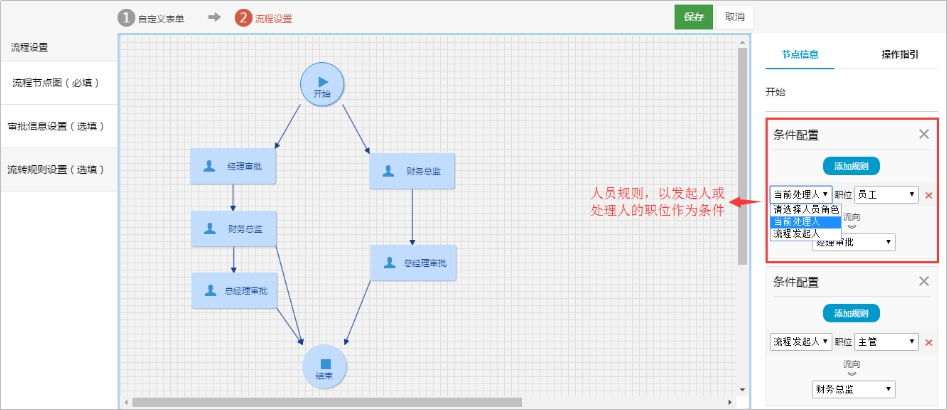 1 自定义表单
2 流程设置
保存
取消
流程设置
流程节点图（必填）
审批信息设置（选填）
流转规则设置（选填）
开始
经理审批
财务总监
财务总监
总经理审批
总经理审批
结束
人员规则，以发起人或
处理人的职位作为条件
节点信息
操作指引
开始
条件配置
添加规则
当前处理人 职位 员工
请选择人员角色
当前处理人
流程发起人
流向
经理审批
条件配置
添加规则
流程发起人 职位 主管
流向
财务总监